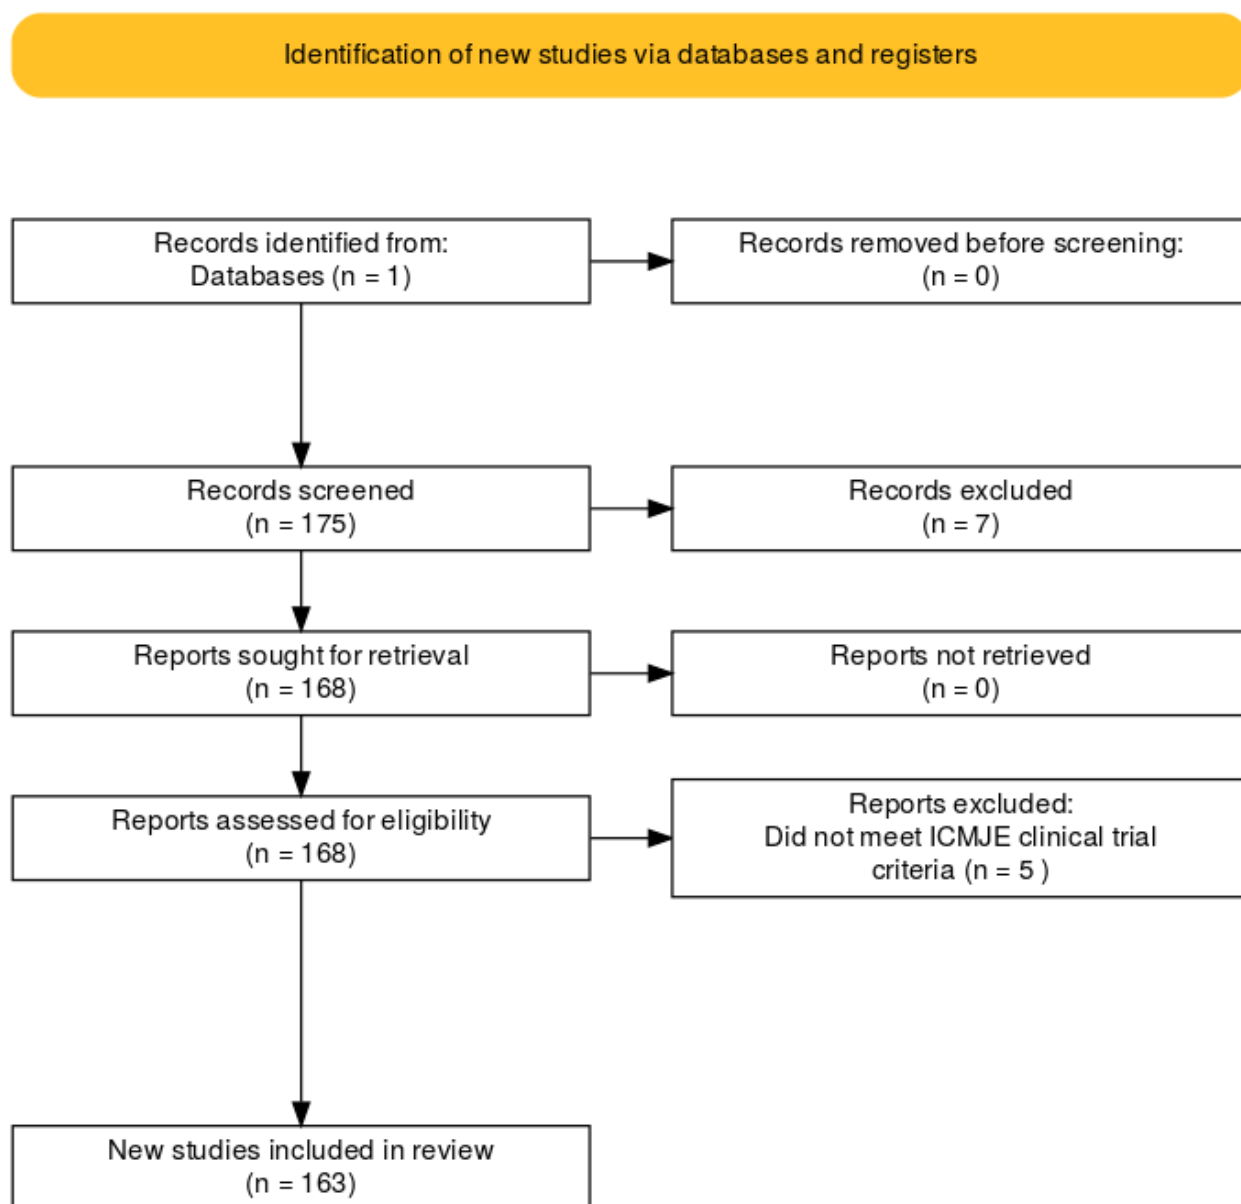 Identification of new studies via databases and registers
Records identified from:
Databases (n = 1)
Records removed before screening:
(n = 0)
Records screened
(n = 175)
Records excluded
(n = 7)
Reports sought for retrieval
(n = 168)
Reports not retrieved
(n = 0)
Reports assessed for eligibility
(n = 168)
Reports excluded:
Did not meet ICMJE clinical trial
criteria (n = 5 )
New studies included in review
(n = 163)